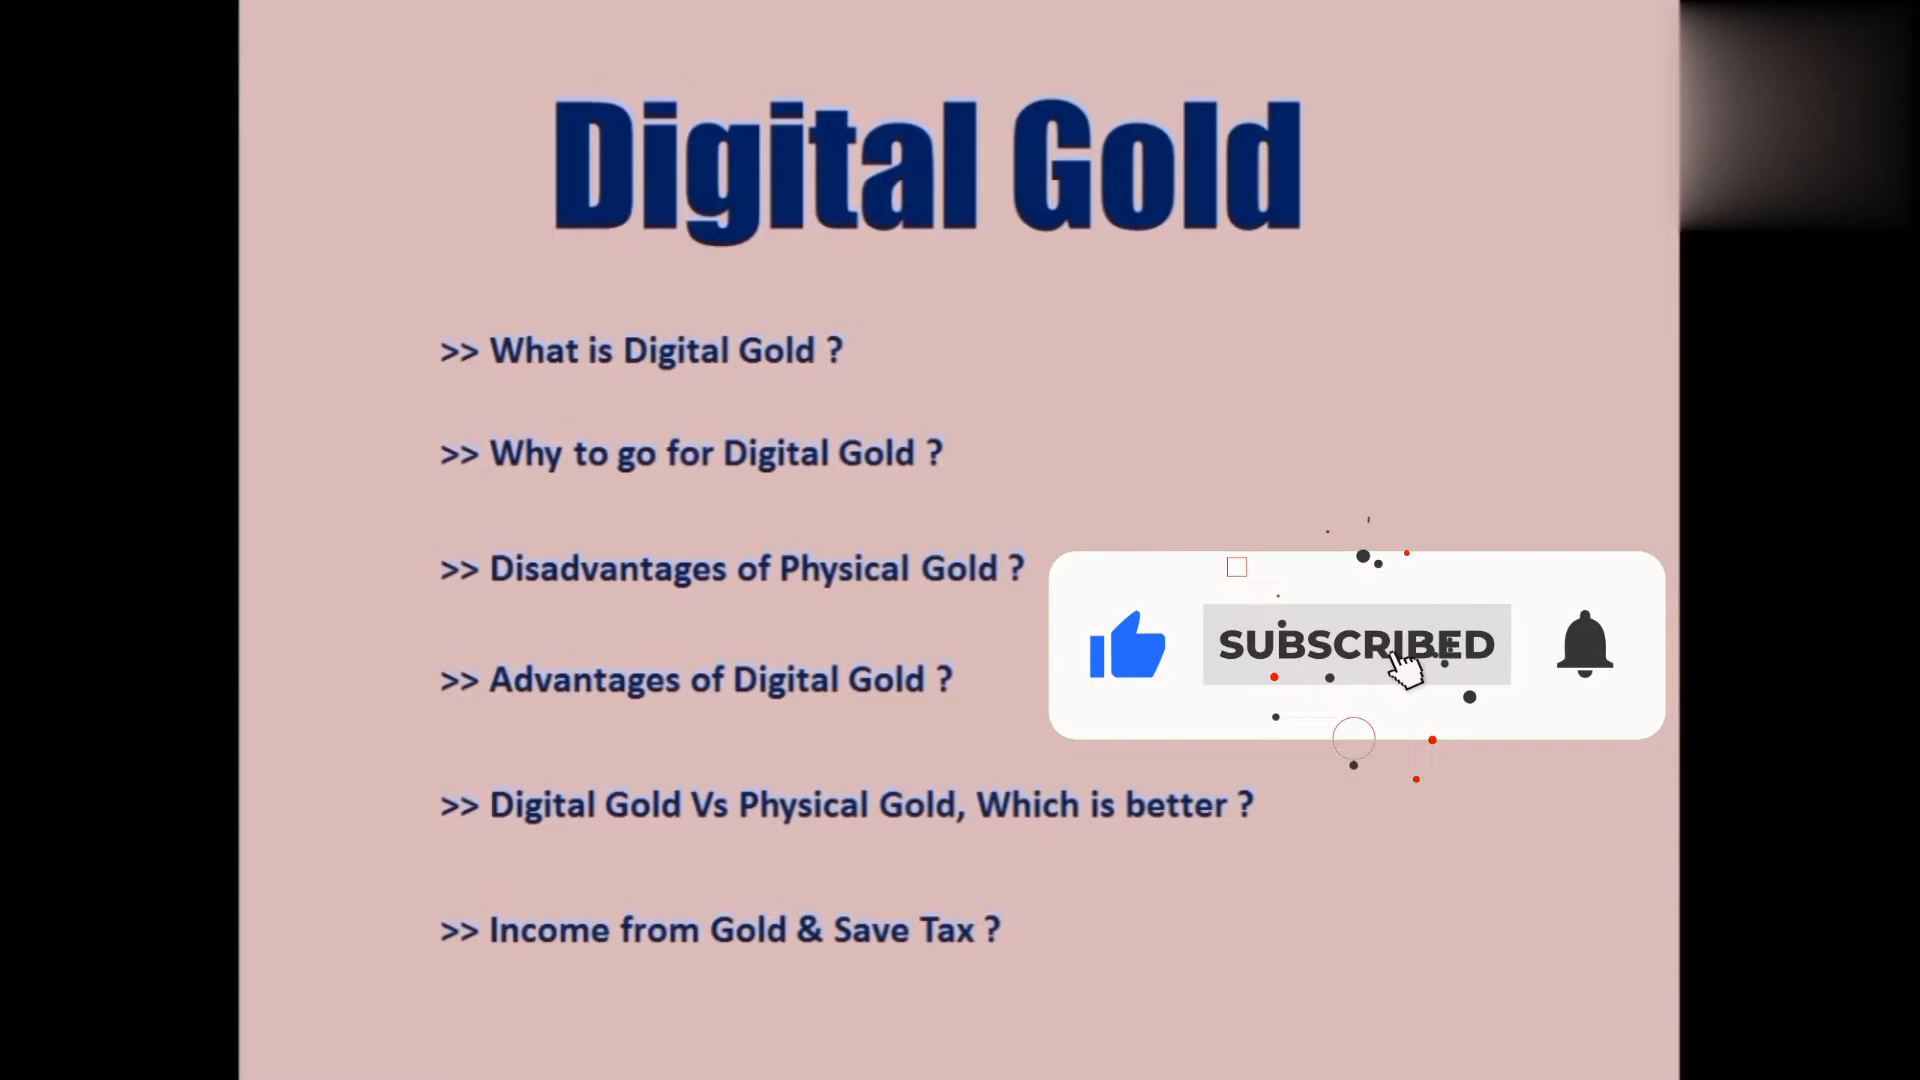 Digital Gold
>> What is Digital Gold ?
>> Why to go for Digital Gold ?
>> Disadvantages of Physical Gold ?
SUBSCRIBED
>> Advantages of Digital Gold ?
>> Digital Gold Vs Physical Gold, Which is better ?
>> Income from Gold & Save Tax ?